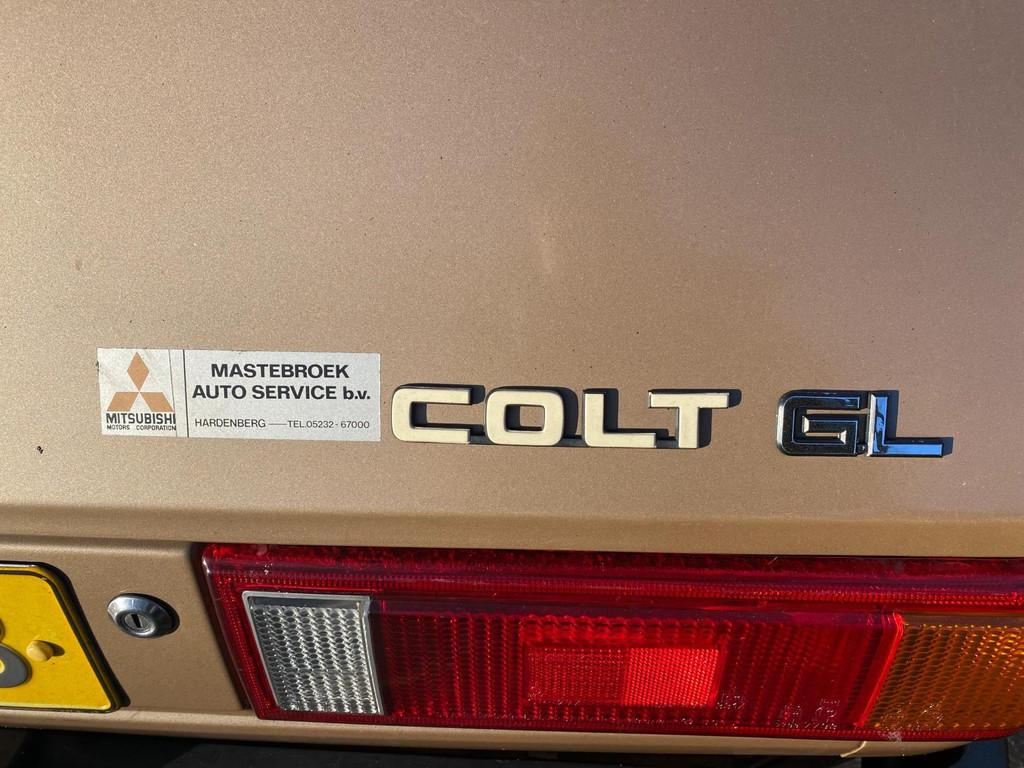 MITSUBISHI
MOTORS CORPORATION
MASTEBROEK
AUTO SERVICE b.v.
HARDENBERG — TEL.05232 - 67000
COLT GL